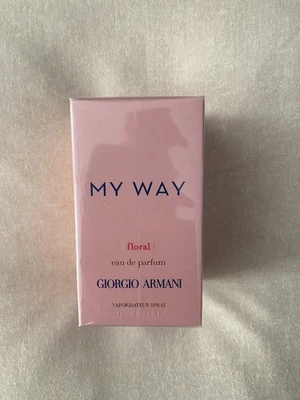 MY WAY
floral
eau de parfum
GIORGIO ARMANI
VAPORISATEUR SPRAY